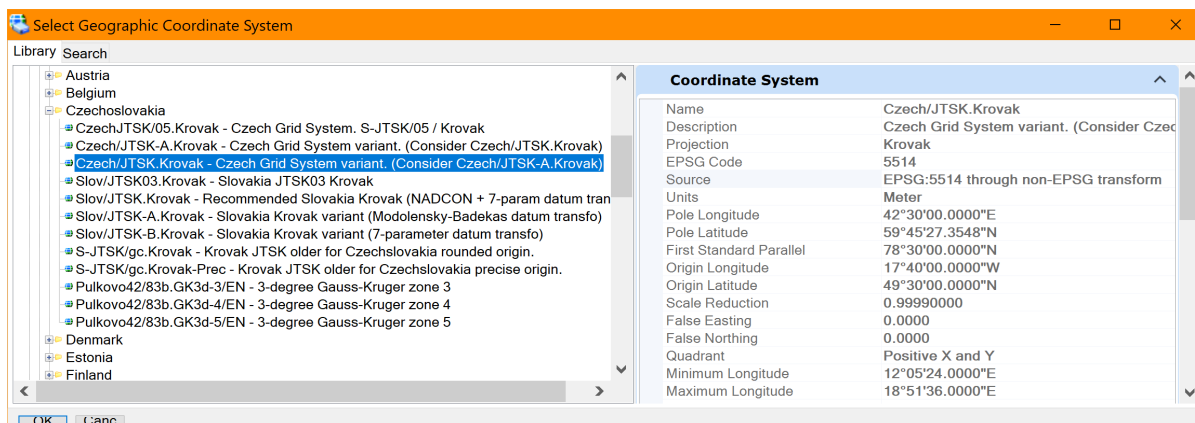 Select Geographic Coordinate System
Library Search
Austria
Belgium
Czechoslovakia
CzechJTSK/05.Krovak - Czech Grid System. S-JTSK/05 / Krovak
Czech/JTSK-A.Krovak - Czech Grid System variant. (Consider Czech/JTSK.Krovak)
Czech/JTSK.Krovak - Czech Grid System variant. (Consider Czech/JTSK-A.Krovak)
Slov/JTSK03.Krovak - Slovakia JTSK03 Krovak
Slov/JTSK.Krovak - Recommended Slovakia Krovak (NADCON + 7-param datum tran
Slov/JTSK-A.Krovak - Slovakia Krovak variant (Modolensky-Badekas datum transfo)
Slov/JTSK-B.Krovak - Slovakia Krovak variant (7-parameter datum transfo)
S-JTSK/gc.Krovak - Krovak JTSK older for Czechslovakia rounded origin.
S-JTSK/gc.Krovak-Prec - Krovak JTSK older for Czechslovakia precise origin.
Pulkovo42/83b.GK3d-3/EN - 3-degree Gauss-Kruger zone 3
Pulkovo42/83b.GK3d-4/EN - 3-degree Gauss-Kruger zone 4
Pulkovo42/83b.GK3d-5/EN - 3-degree Gauss-Kruger zone 5
Denmark
Estonia
Finland
Coordinate System
Name Czech/JTSK.Krovak
Description Czech Grid System variant. (Consider Czec
Projection Krovak
EPSG Code 5514
Source EPSG:5514 through non-EPSG transform
Units Meter
Pole Longitude 42°30'00.0000"E
Pole Latitude 59°45'27.3548"N
First Standard Parallel 78°30'00.0000"N
Origin Longitude 17°40'00.0000"W
Origin Latitude 49°30'00.0000"N
Scale Reduction 0.99990000
False Easting 0.0000
False Northing 0.0000
Quadrant Positive X and Y
Minimum Longitude 12°05'24.0000"E
Maximum Longitude 18°51'36.0000"E
OK Canc